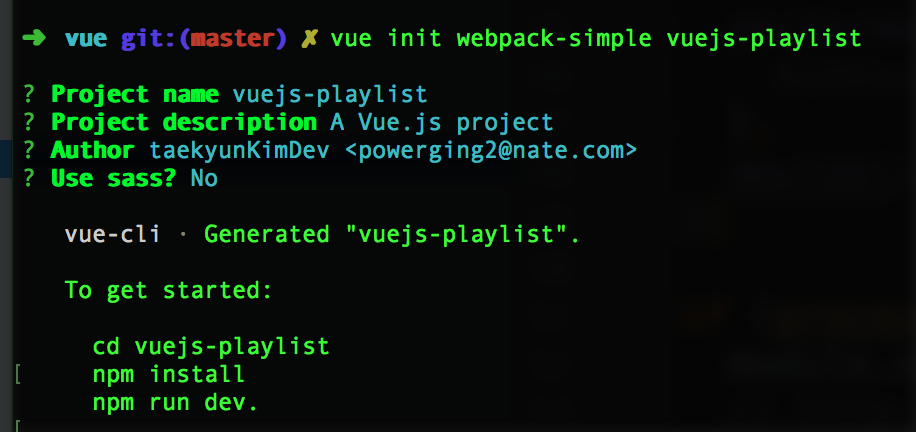 ➜ vue git:(master) ✗ vue init webpack-simple vuejs-playlist
? Project name vuejs-playlist
? Project description A Vue.js project
? Author taekyunKimDev <powerging2@nate.com>
? Use sass? No
vue-cli · Generated "vuejs-playlist".
To get started:
cd vuejs-playlist
npm install
npm run dev.